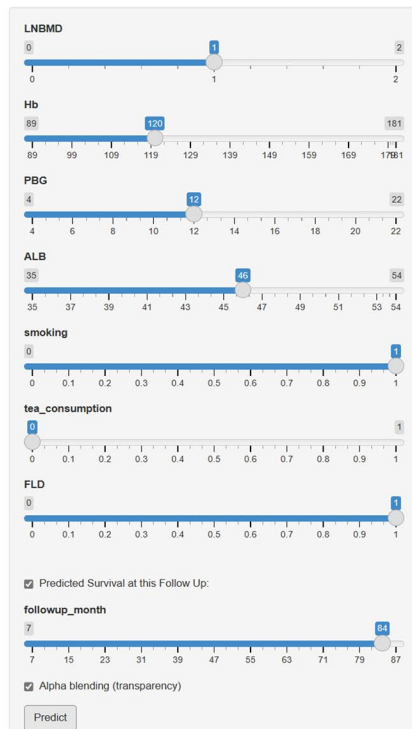 LNBMD
0 1 2
0 1 2
Hb
89 120 181
89 99 109 119 129 139 149 159 169 179 181
PBG
4 12 22
4 6 8 10 12 14 16 18 20 22
ALB
35 46 54
35 37 39 41 43 45 47 49 51 53 54
smoking
0 1
0 0.1 0.2 0.3 0.4 0.5 0.6 0.7 0.8 0.9 1
tea_consumption
0 1
0 0.1 0.2 0.3 0.4 0.5 0.6 0.7 0.8 0.9 1
FLD
0 1
0 0.1 0.2 0.3 0.4 0.5 0.6 0.7 0.8 0.9 1
Predicted Survival at this Follow Up:
followup_month
7 84
7 15 23 31 39 47 55 63 71 79 87
Alpha blending (transparency)
Predict